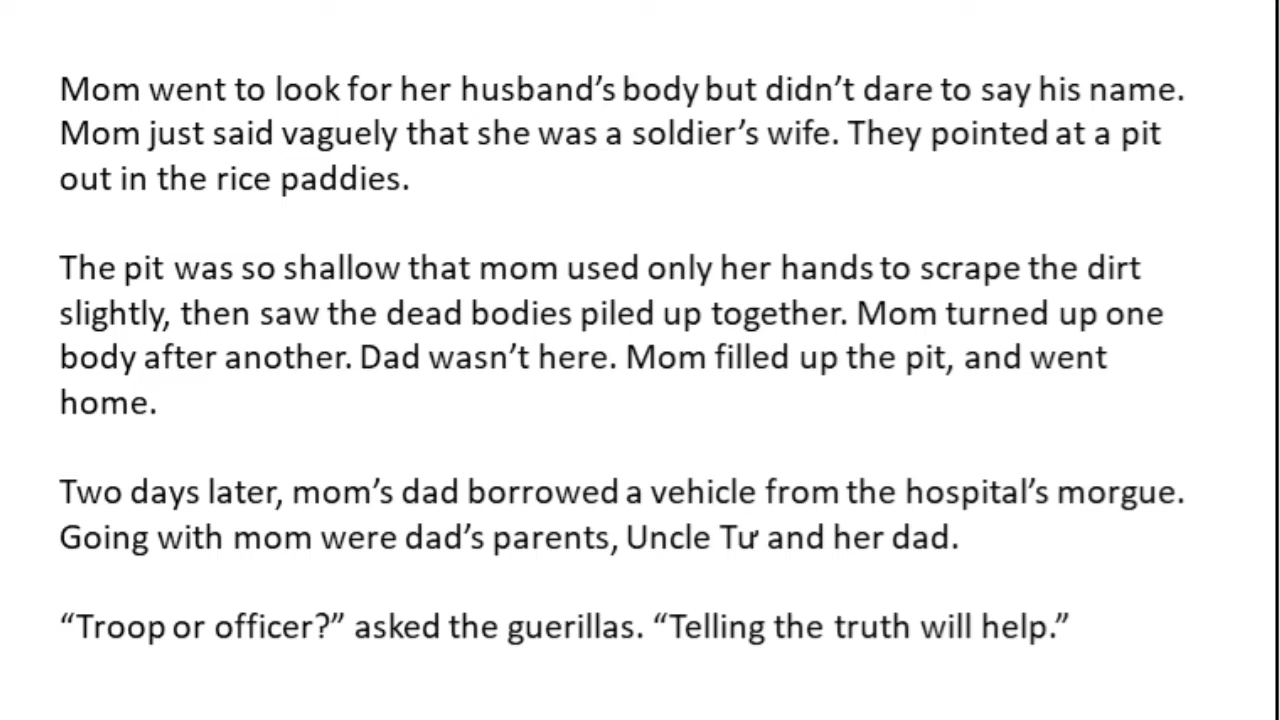 Mom went to look for her husband’s body but didn’t dare to say his name.
Mom just said vaguely that she was a soldier’s wife. They pointed at a pit
out in the rice paddies.
The pit was so shallow that mom used only her hands to scrape the dirt
slightly, then saw the dead bodies piled up together. Mom turned up one
body after another. Dad wasn’t here. Mom filled up the pit, and went
home.
Two days later, mom’s dad borrowed a vehicle from the hospital’s morgue.
Going with mom were dad’s parents, Uncle Tư and her dad.
“Troop or officer?” asked the guerillas. “Telling the truth will help.”